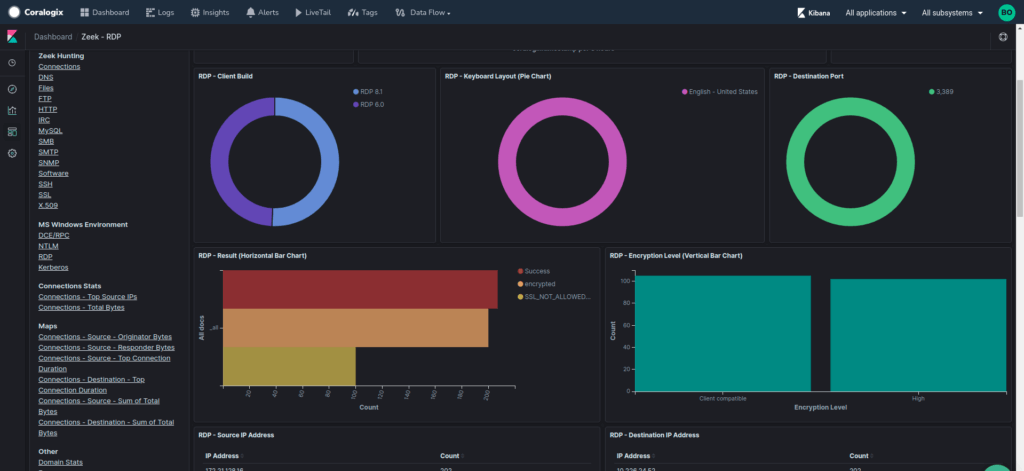 Coralogix Dashboard Logs Insights Alerts LiveTail Tags Data Flow Kibana All applications All subsystems BO
Dashboard / Zeek - RDP
Zeek Hunting
Connections
DNS
Files
FTP
HTTP
IRC
MySQL
SMB
SMTP
SNMP
Software
SSH
SSL
X.509
MS Windows Environment
DCE/RPC
NTLM
RDP
Kerberos
Connections Stats
Connections - Top Source IPs
Connections - Total Bytes
Maps
Connections - Source - Originator Bytes
Connections - Source - Responder Bytes
Connections - Source - Top Connection
Duration
Connections - Destination - Top
Connection Duration
Connections - Source - Sum of Total
Bytes
Connections - Destination - Sum of Total
Bytes
Other
Domain Stats
RDP - Client Build
RDP 8.1
RDP 6.0
RDP - Keyboard Layout (Pie Chart)
English - United States
RDP - Destination Port
3,389
RDP - Result (Horizontal Bar Chart)
Success
encrypted
SSL_NOT_ALLOWED...
All docs
_all
20 40 60 80 100 120 140 160 180 200
Count
RDP - Encryption Level (Vertical Bar Chart)
Count
100
80
60
40
20
0
Client compatible High
Encryption Level
RDP - Source IP Address
IP Address Count
RDP - Destination IP Address
IP Address Count